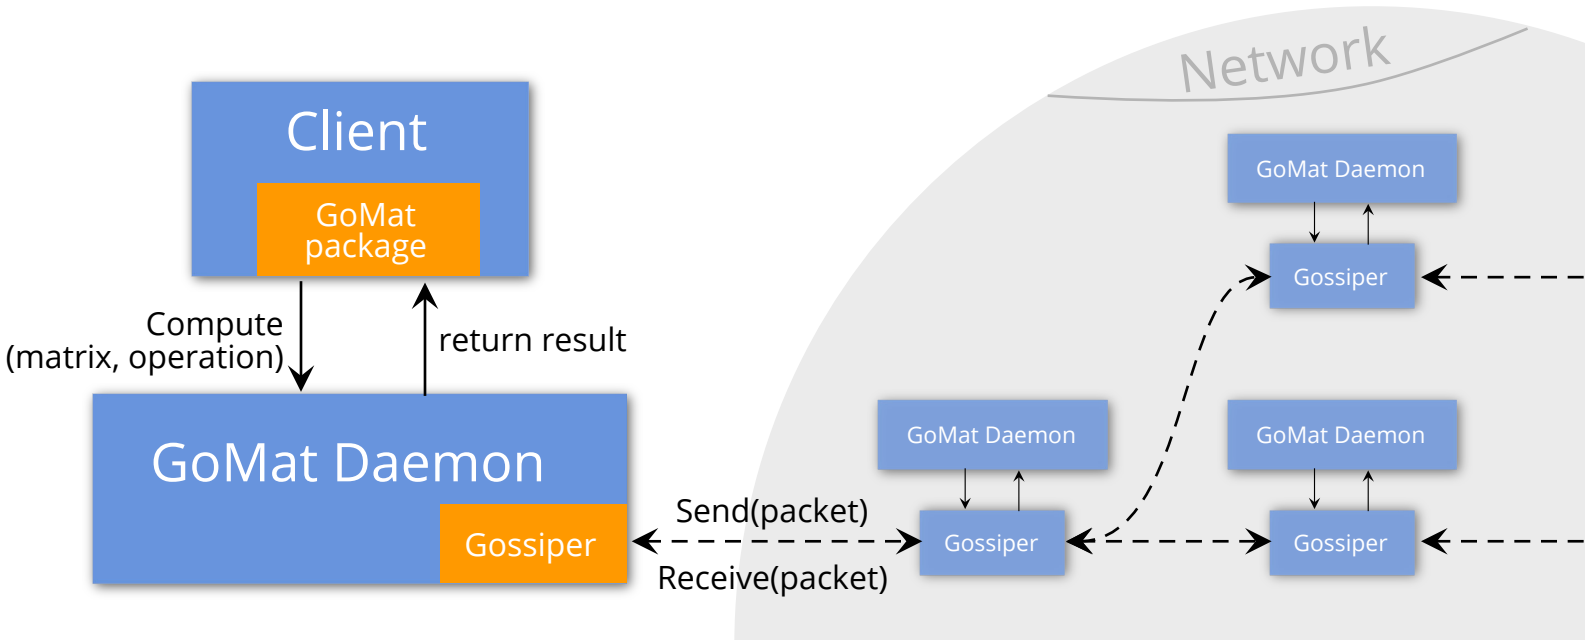 Network
Client
GoMat
package
Compute
(matrix, operation)
return result
GoMat Daemon
Gossiper
Send(packet)
Receive(packet)
GoMat Daemon
Gossiper
GoMat Daemon
Gossiper
GoMat Daemon
Gossiper